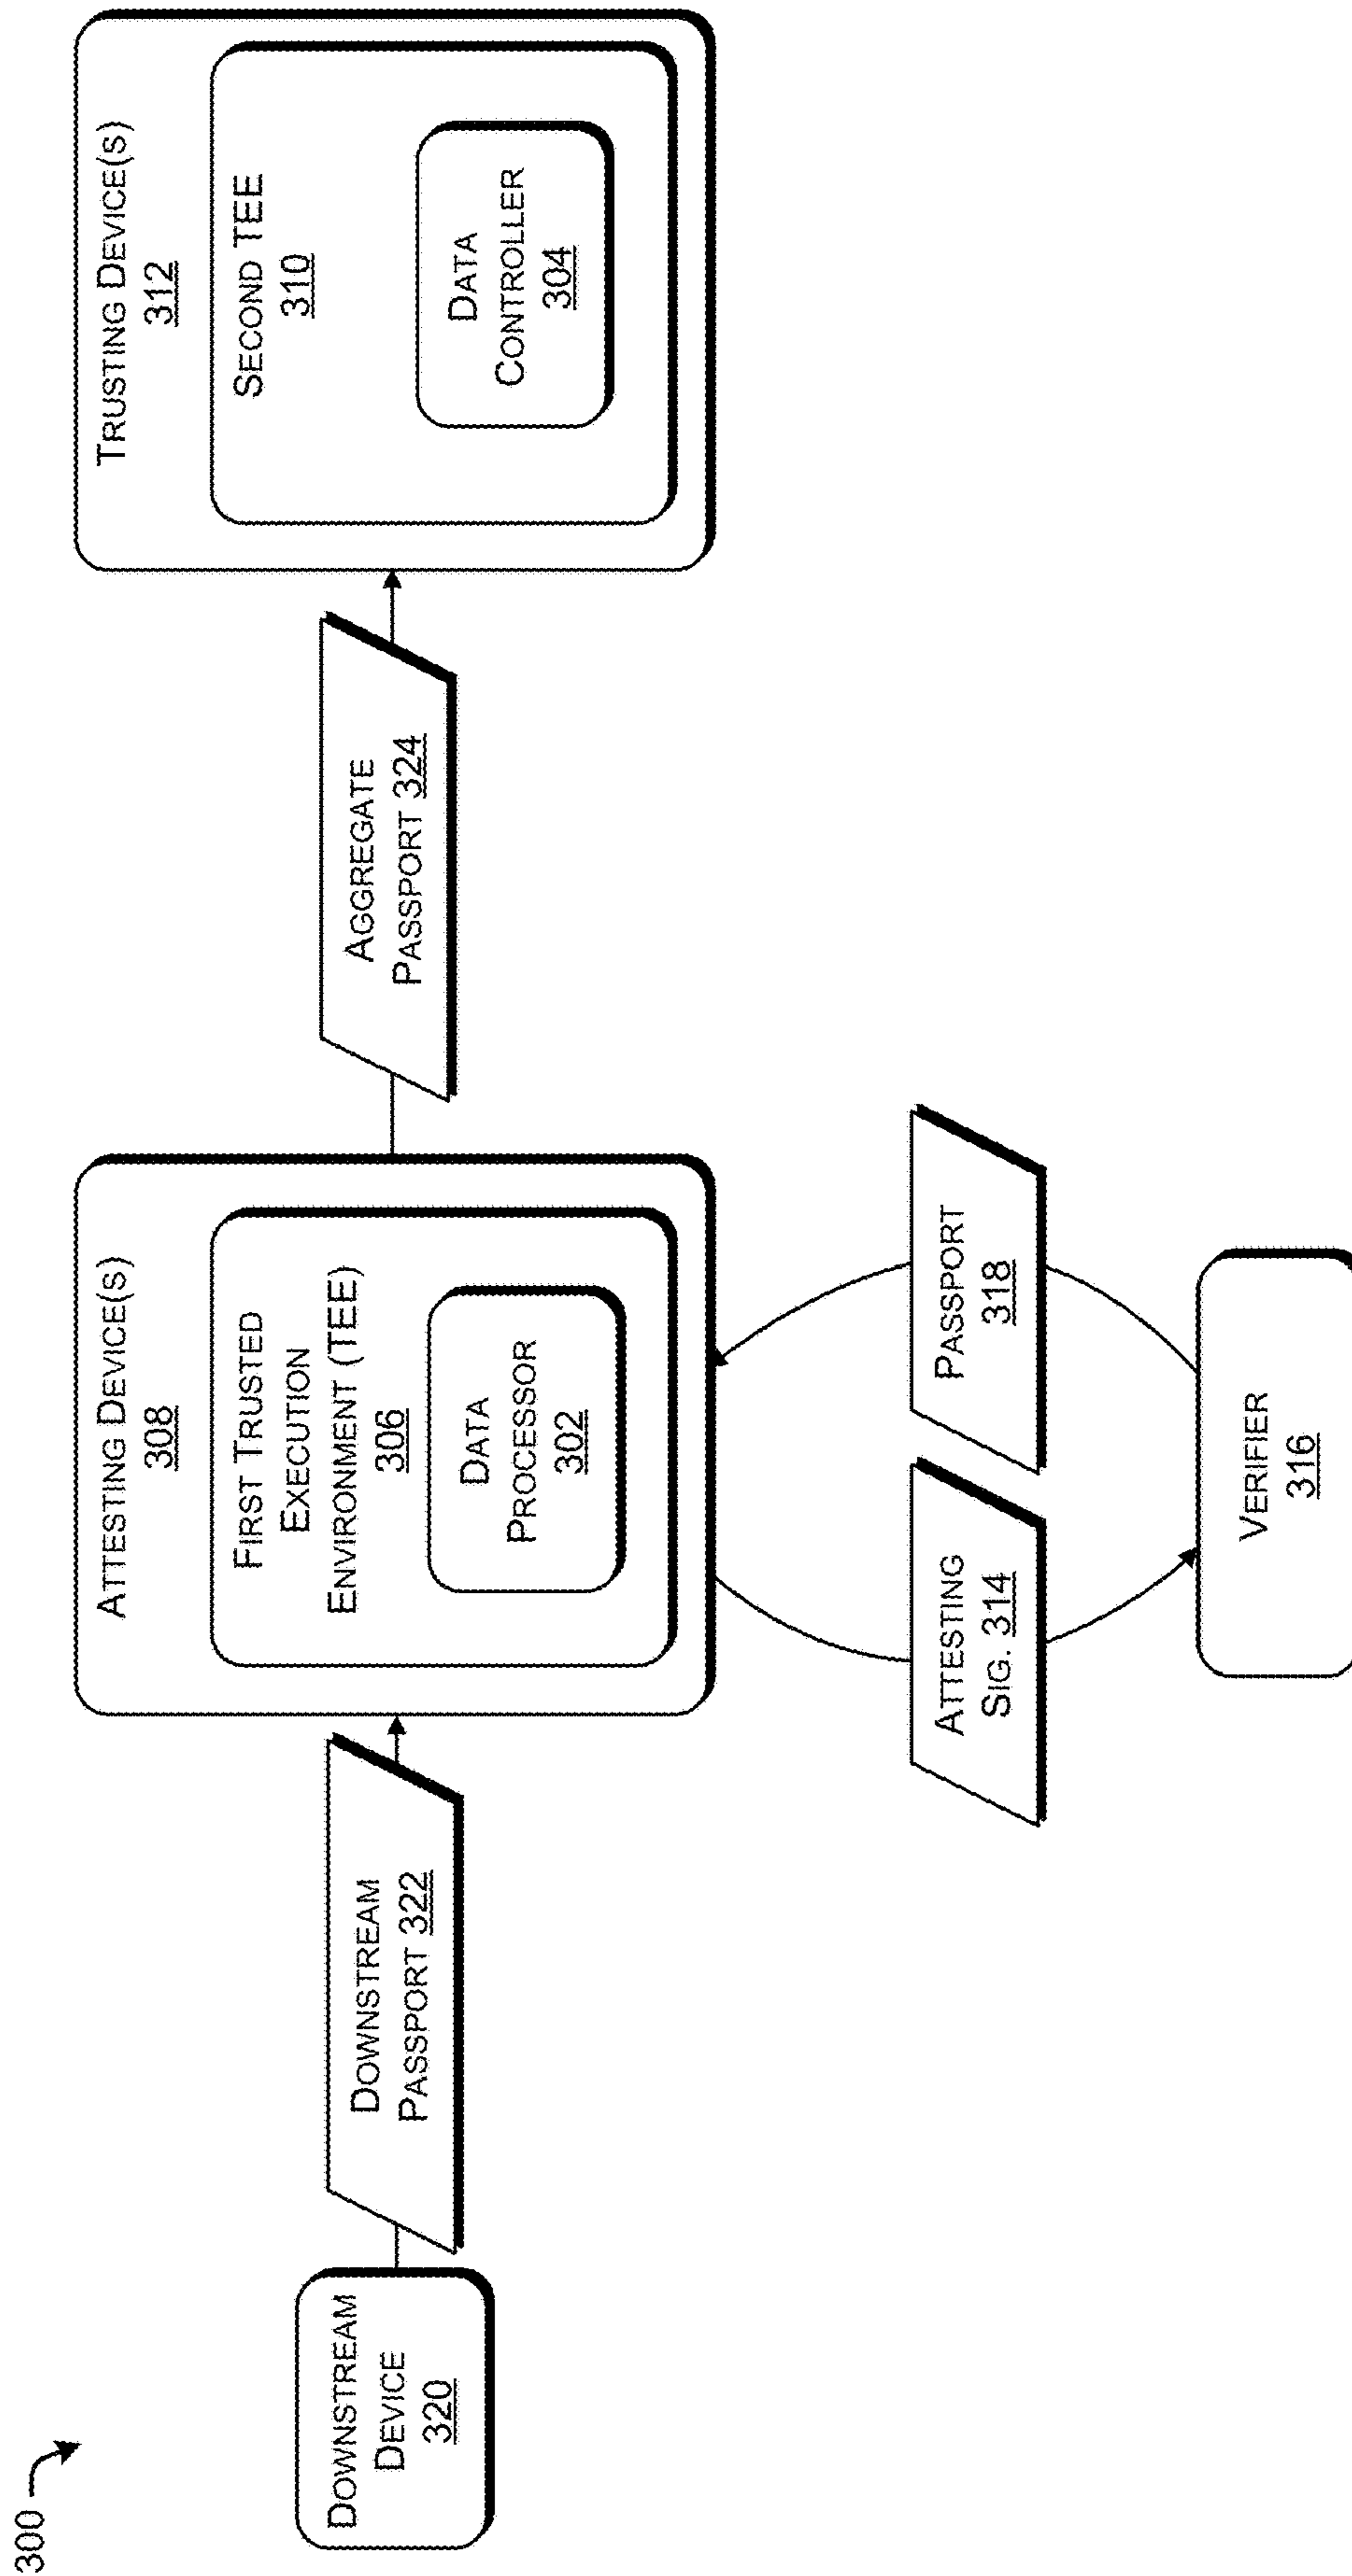 300
DOWNSTREAM
DEVICE
320
DOWNSTREAM
PASSPORT 322
ATTESTING DEVICE(S)
308
FIRST TRUSTED
EXECUTION
ENVIRONMENT (TEE)
306
DATA
PROCESSOR
302
ATTESTING
SIG. 314
PASSPORT
318
VERIFIER
316
AGGREGATE
PASSPORT 324
TRUSTING DEVICE(S)
312
SECOND TEE
310
DATA
CONTROLLER
304